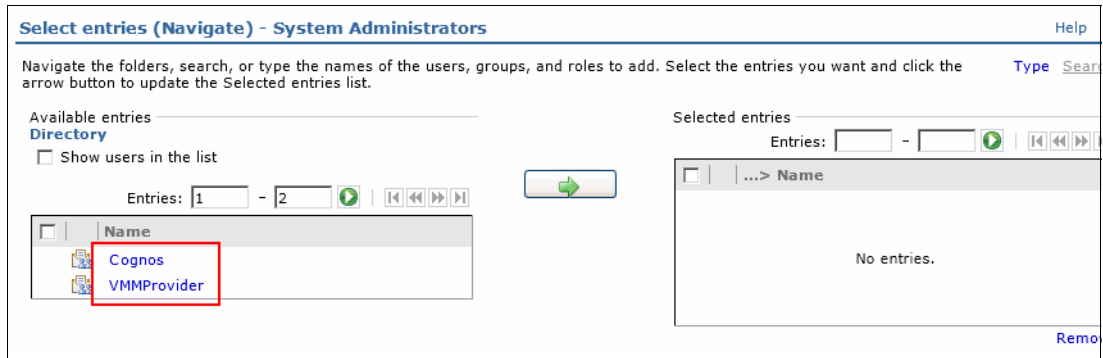 Select entries (Navigate) - System Administrators
Help
Navigate the folders, search, or type the names of the users, groups, and roles to add. Select the entries you want and click the
arrow button to update the Selected entries list.
Type Sear
Available entries
Directory
Show users in the list
Entries: 1 - 2
Name
Cognos
VMMProvider
Selected entries
Entries: -
...> Name
No entries.
Remo